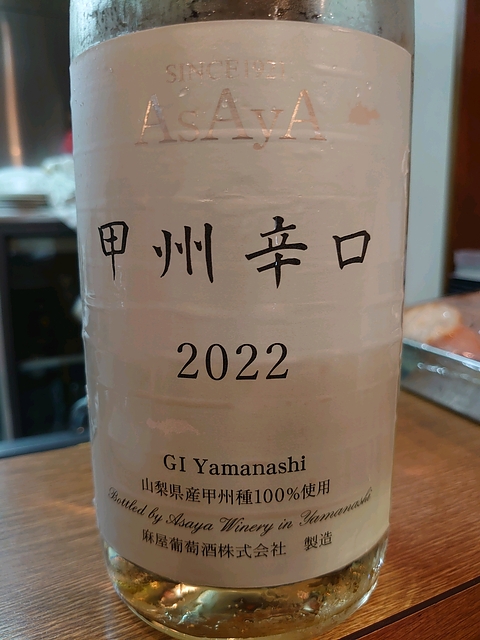 AsAyA
甲州辛口
2022
GI Yamanashi
山梨県産甲州種100%使用
Bottled by Asaya Winery in Yamanashi
麻屋葡萄酒株式会社 製造